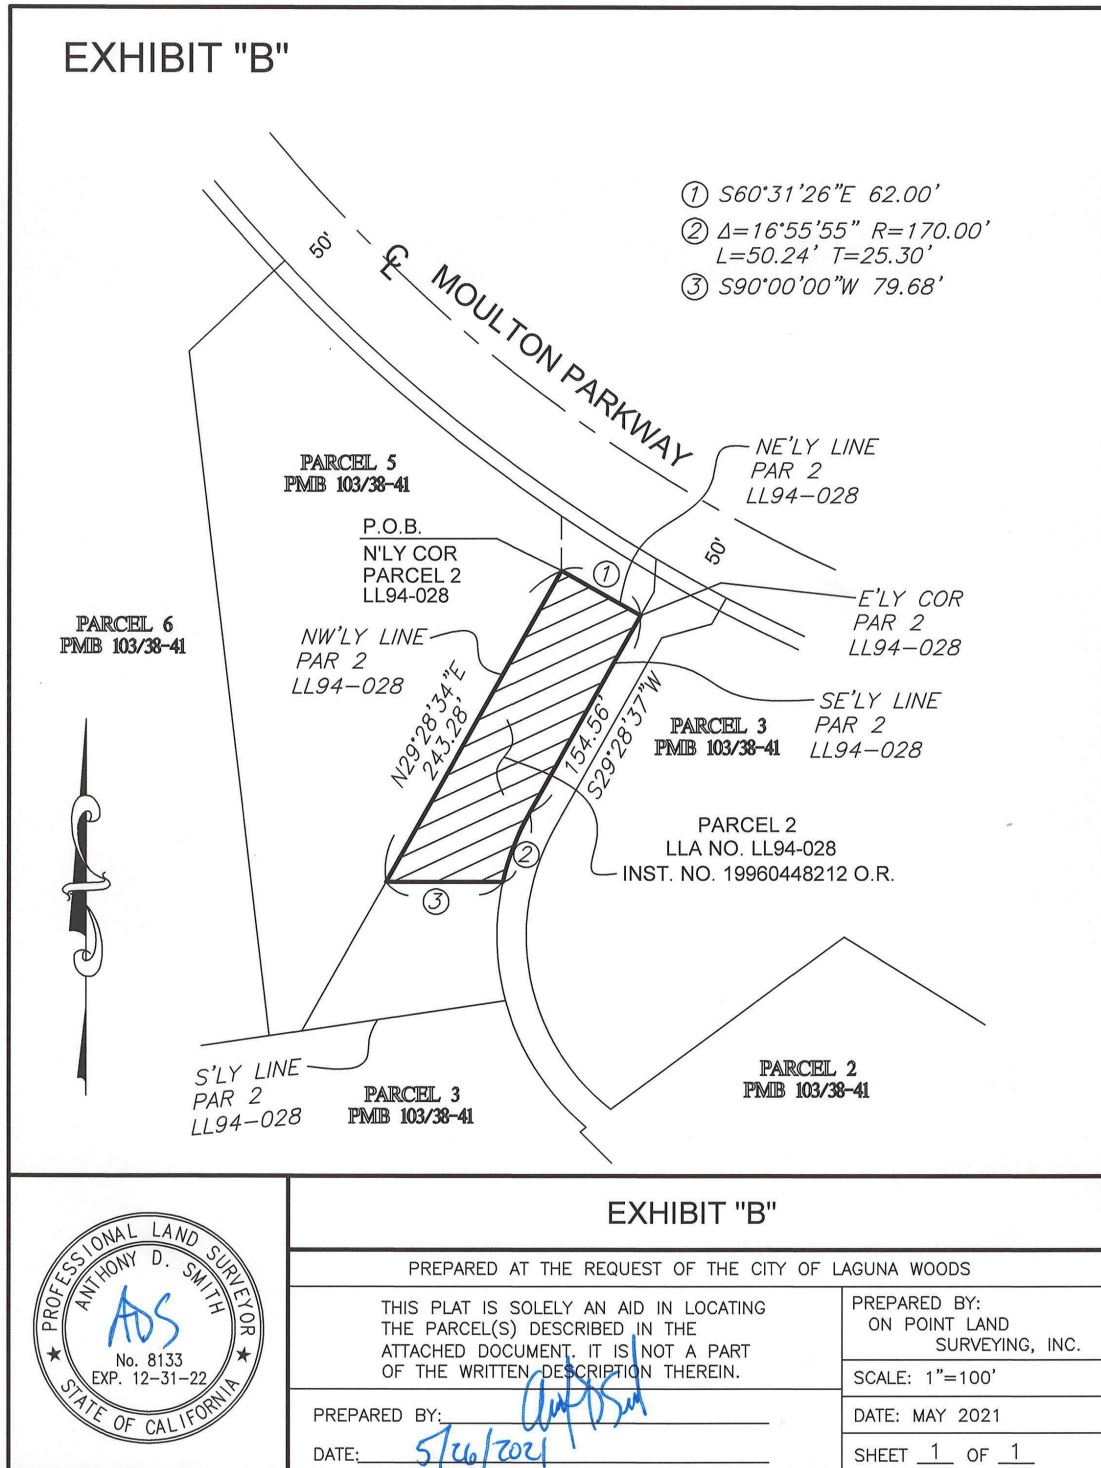 EXHIBIT "B"
① S60°31'26"E 62.00'
② Δ=16°55'55" R=170.00'
L=50.24' T=25.30'
③ S90°00'00"W 79.68'
50'
℄ MOULTON PARKWAY
NE'LY LINE
PAR 2
LL94-028
PARCEL 5
PMB 103/38-41
P.O.B.
N'LY COR
PARCEL 2
LL94-028
①
50'
E'LY COR
PAR 2
LL94-028
PARCEL 6
PMB 103/38-41
NW'LY LINE
PAR 2
LL94-028
N29°28'34"E
243.28'
154.56'
S29°28'37"W
PARCEL 3
PMB 103/38-41
SE'LY LINE
PAR 2
LL94-028
PARCEL 2
LLA NO. LL94-028
INST. NO. 19960448212 O.R.
②
③
S'LY LINE
PAR 2
LL94-028
PARCEL 3
PMB 103/38-41
PARCEL 2
PMB 103/38-41
PROFESSIONAL LAND SURVEYOR
ANTHONY D. SMITH
ADS
No. 8133
EXP. 12-31-22
STATE OF CALIFORNIA
EXHIBIT "B"
PREPARED AT THE REQUEST OF THE CITY OF LAGUNA WOODS
THIS PLAT IS SOLELY AN AID IN LOCATING
THE PARCEL(S) DESCRIBED IN THE
ATTACHED DOCUMENT. IT IS NOT A PART
OF THE WRITTEN DESCRIPTION THEREIN.
PREPARED BY:
DATE: 5/26/2021
PREPARED BY:
ON POINT LAND
SURVEYING, INC.
SCALE: 1"=100'
DATE: MAY 2021
SHEET 1 OF 1